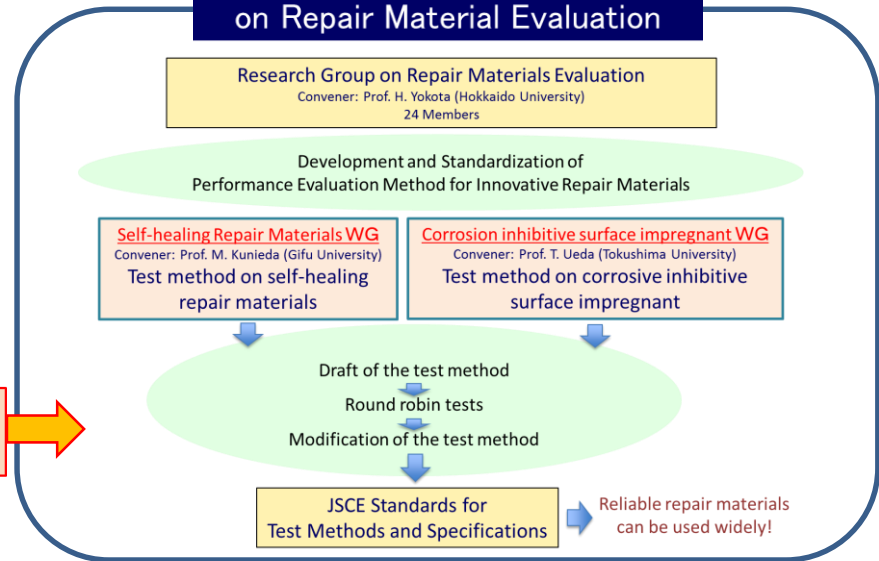 on Repair Material Evaluation
Research Group on Repair Materials Evaluation
Convener: Prof. H. Yokota (Hokkaido University)
24 Members
Development and Standardization of
Performance Evaluation Method for Innovative Repair Materials
Self-healing Repair Materials WG
Convener: Prof. M. Kunieda (Gifu University)
Test method on self-healing
repair materials
Corrosion inhibitive surface impregnant WG
Convener: Prof. T. Ueda (Tokushima University)
Test method on corrosive inhibitive
surface impregnant
Draft of the test method
Round robin tests
Modification of the test method
JSCE Standards for
Test Methods and Specifications
Reliable repair materials
can be used widely!